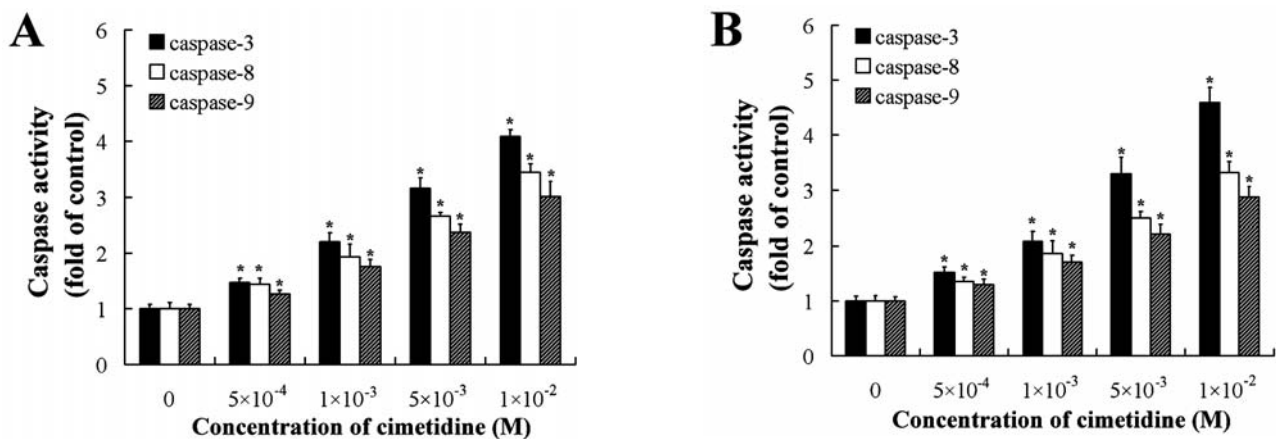 A
Caspase activity
(fold of control)
6
5
4
3
2
1
0
caspase-3
caspase-8
caspase-9
* * *
* * *
* * *
* * *
0 5×10⁻⁴ 1×10⁻³ 5×10⁻³ 1×10⁻²
Concentration of cimetidine (M)
B
Caspase activity
(fold of control)
6
5
4
3
2
1
0
caspase-3
caspase-8
caspase-9
* * *
* * *
* * *
* * *
0 5×10⁻⁴ 1×10⁻³ 5×10⁻³ 1×10⁻²
Concentration of cimetidine (M)